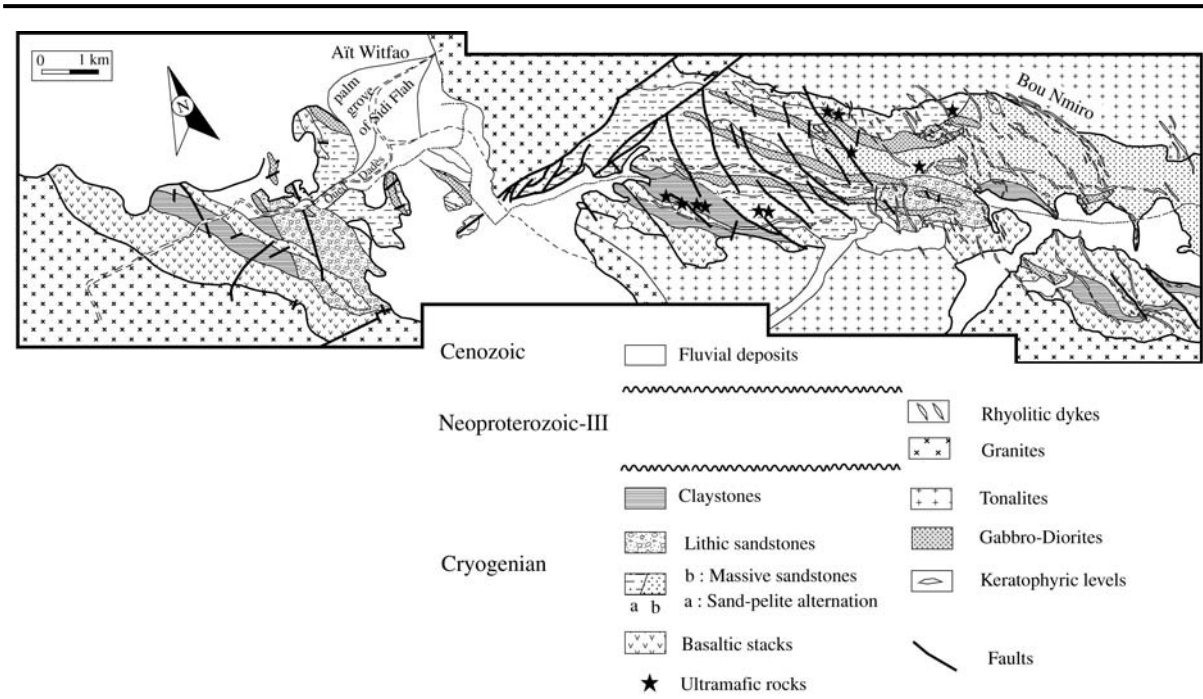 0 1 km
N
Aït Witfao
palm
grove
of Sidi Flah
Oued Dadès
Bou Nmiro
Cenozoic
Fluvial deposits
Neoproterozoic-III
Rhyolitic dykes
Granites
Claystones
Tonalites
Lithic sandstones
Gabbro-Diorites
Cryogenian
b : Massive sandstones
a b
a : Sand-pelite alternation
Keratophyric levels
Basaltic stacks
Faults
Ultramafic rocks